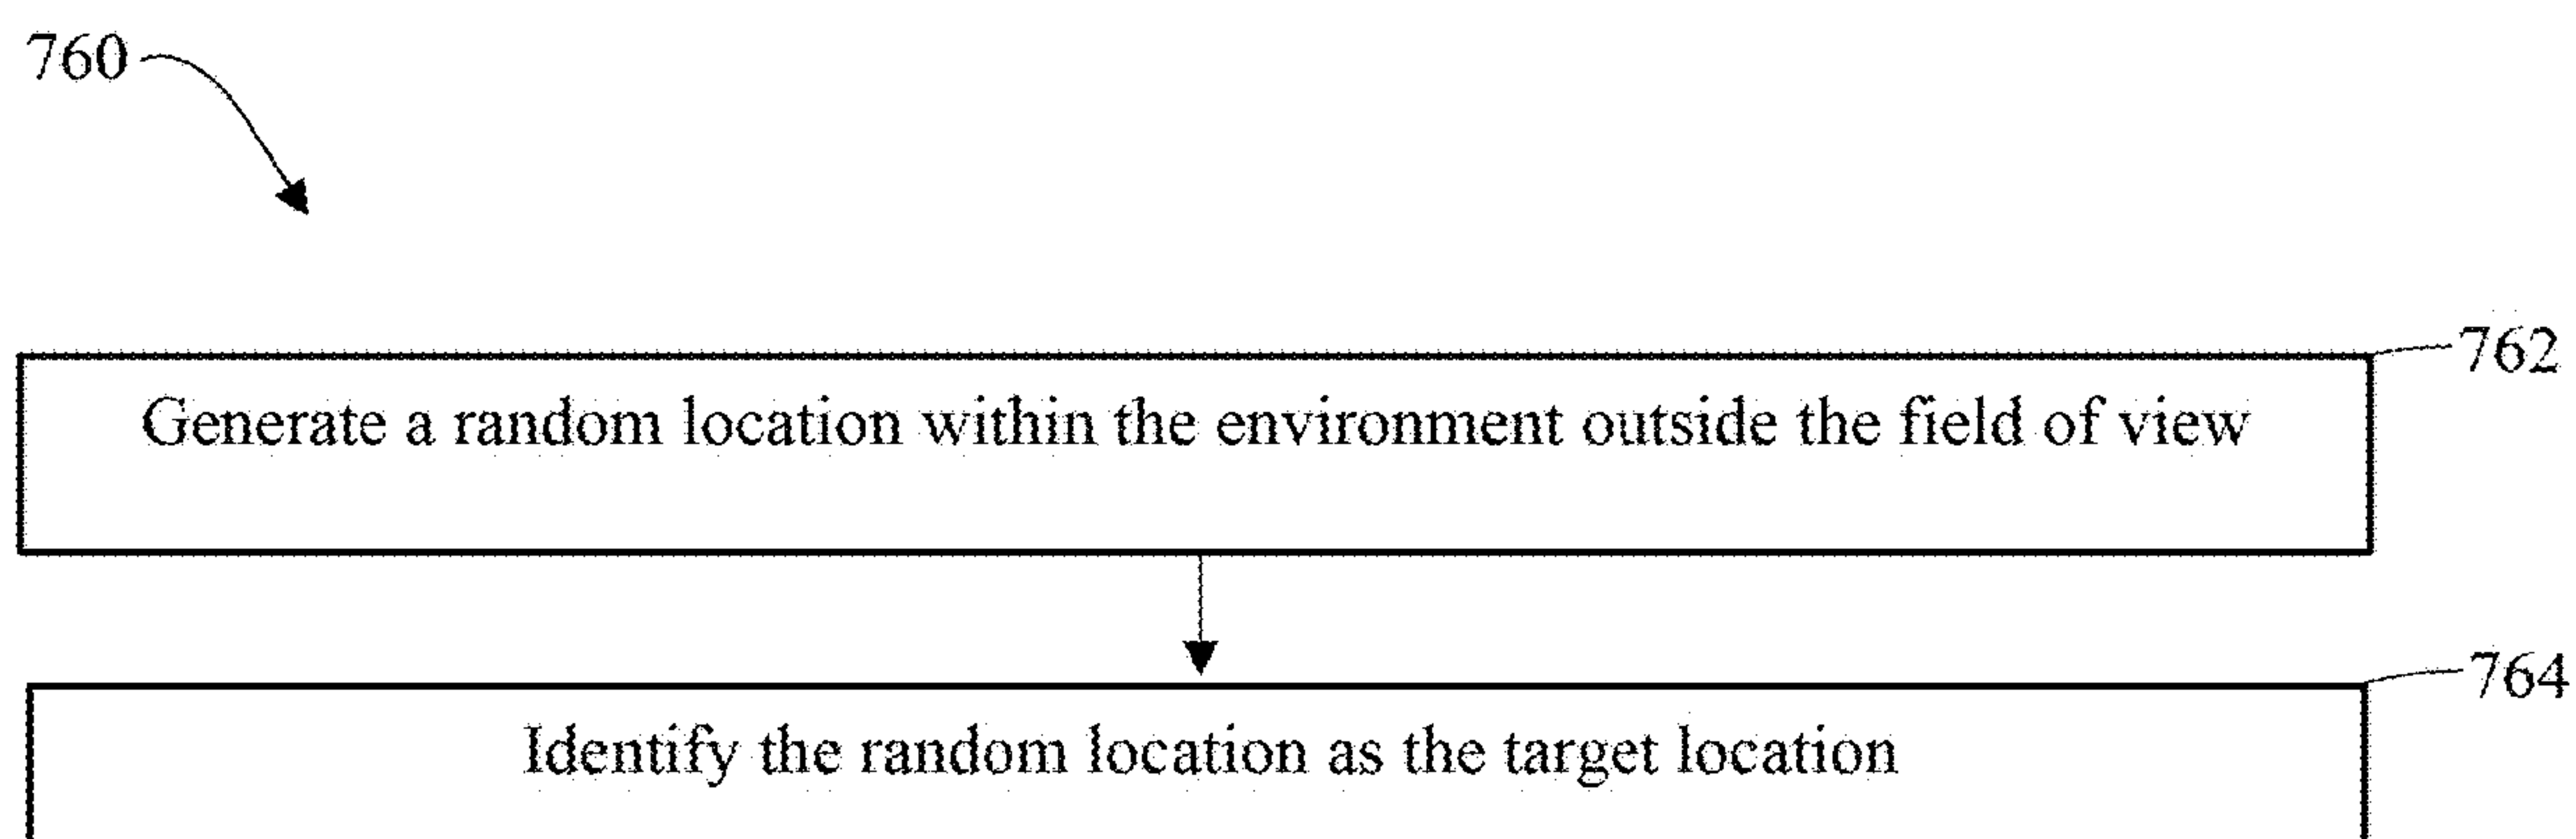 760
762
Generate a random location within the environment outside the field of view
764
Identify the random location as the target location